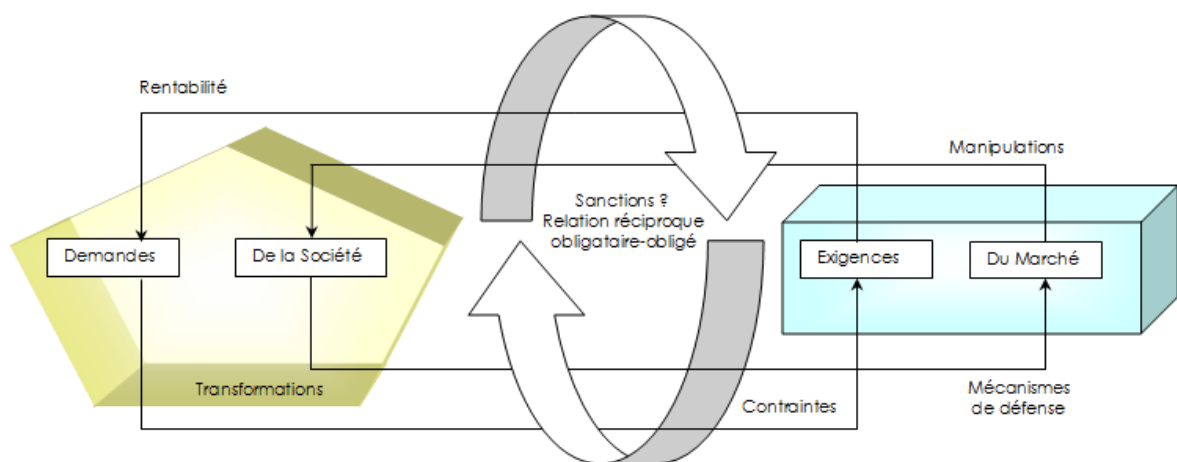 Rentabilité
Manipulations
Sanctions ?
Relation réciproque
obligataire-obligé
Demandes
De la Société
Exigences
Du Marché
Transformations
Contraintes
Mécanismes
de défense